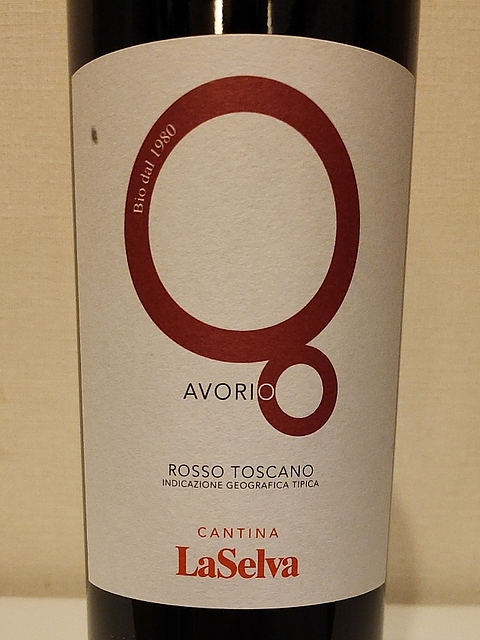 Bio dal 1980
AVORIO
ROSSO TOSCANO
INDICAZIONE GEOGRAFICA TIPICA
CANTINA
LaSelva